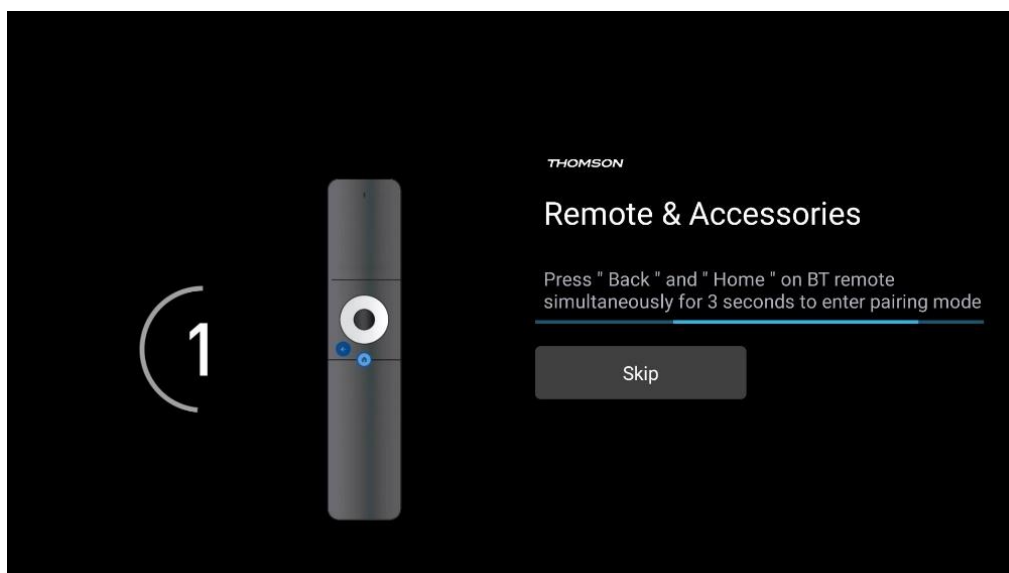 1
THOMSON
Remote & Accessories
Press " Back " and " Home " on BT remote
simultaneously for 3 seconds to enter pairing mode
Skip